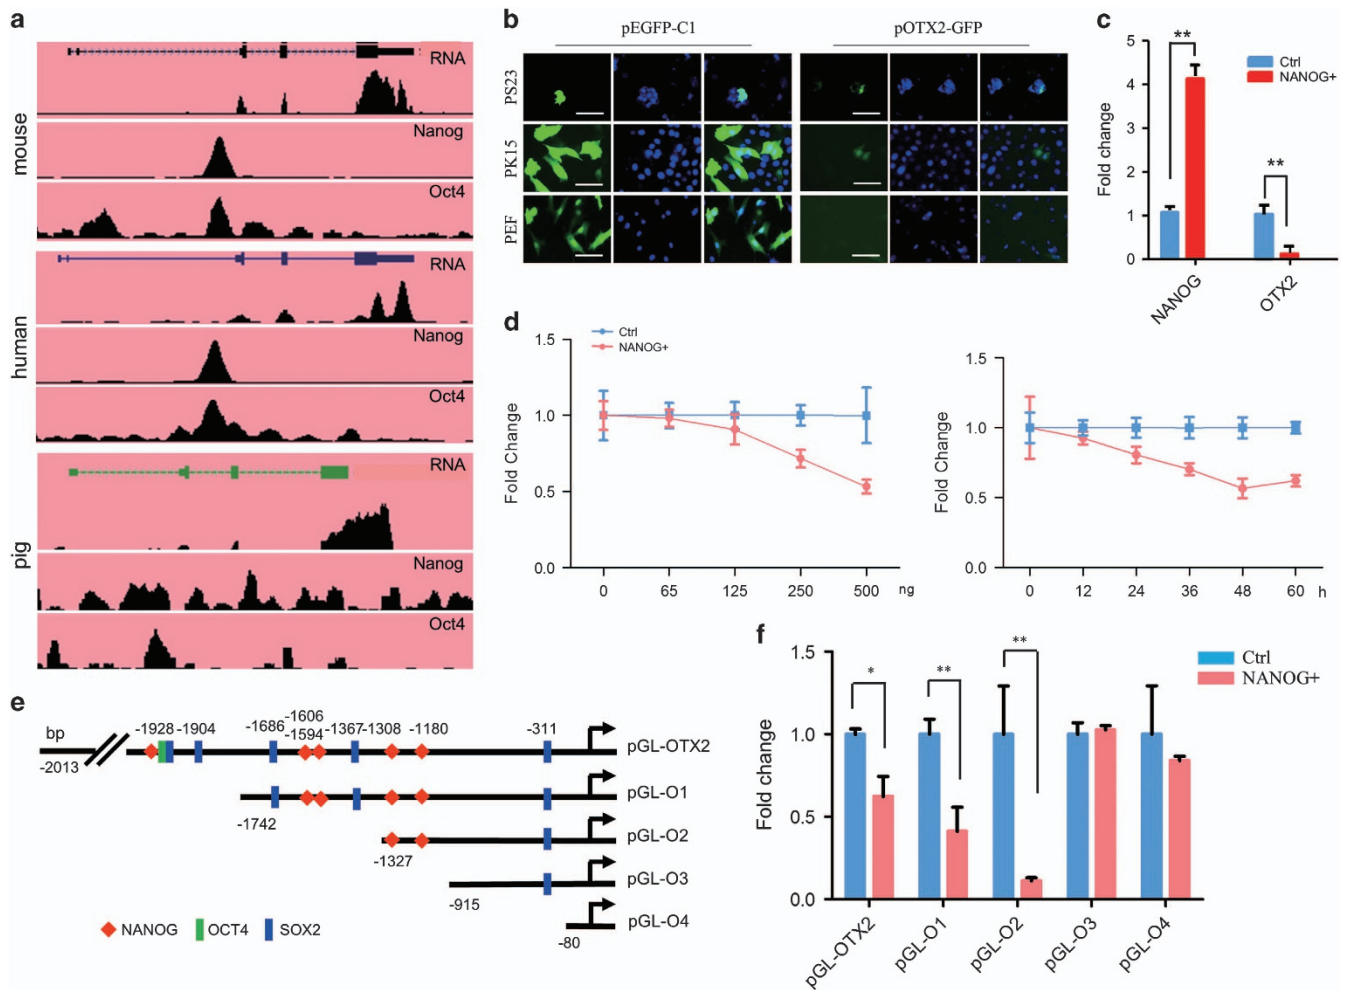 a
mouse
RNA
Nanog
Oct4
human
RNA
Nanog
Oct4
pig
RNA
Nanog
Oct4
b
pEGFP-C1
pOTX2-GFP
PS23
PK15
PEF
c
Fold change
5
4
3
2
1
0
**
**
Ctrl
NANOG+
NANOG
OTX2
d
Fold Change
1.5
1.0
0.5
0.0
Ctrl
NANOG+
0 65 125 250 500 ng
Fold Change
1.5
1.0
0.5
0.0
0 12 24 36 48 60 h
e
bp
-2013
-1928 -1904 -1686 -1606 -1594 -1367 -1308 -1180 -311
pGL-OTX2
-1742
pGL-O1
-1327
pGL-O2
-915
pGL-O3
-80
pGL-O4
NANOG OCT4 SOX2
f
Fold change
1.5
1.0
0.5
0.0
*
**
**
Ctrl
NANOG+
pGL-OTX2
pGL-O1
pGL-O2
pGL-O3
pGL-O4